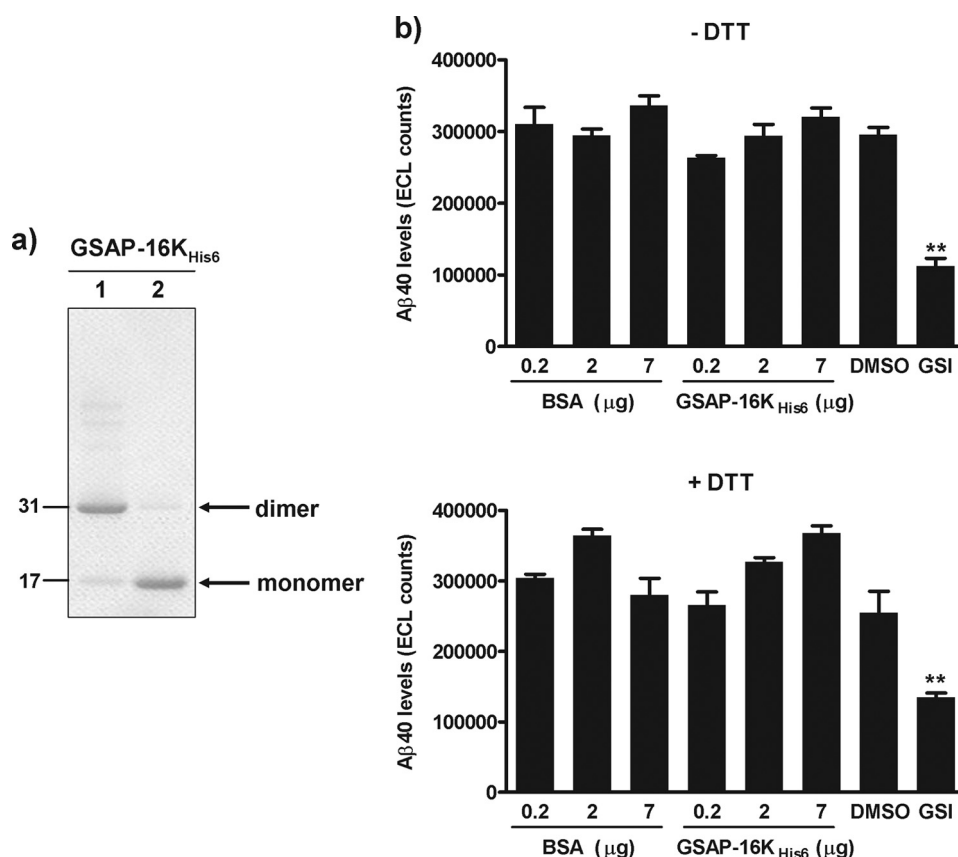 a)
GSAP-16KHis6
1 2
31 dimer
17 monomer
b)
- DTT
Aβ40 levels (ECL counts)
400000
300000
200000
100000
0
**
0.2 2 7 0.2 2 7 DMSO GSI
BSA (μg) GSAP-16K His6 (μg)
+ DTT
Aβ40 levels (ECL counts)
400000
300000
200000
100000
0
**
0.2 2 7 0.2 2 7 DMSO GSI
BSA (μg) GSAP-16K His6 (μg)